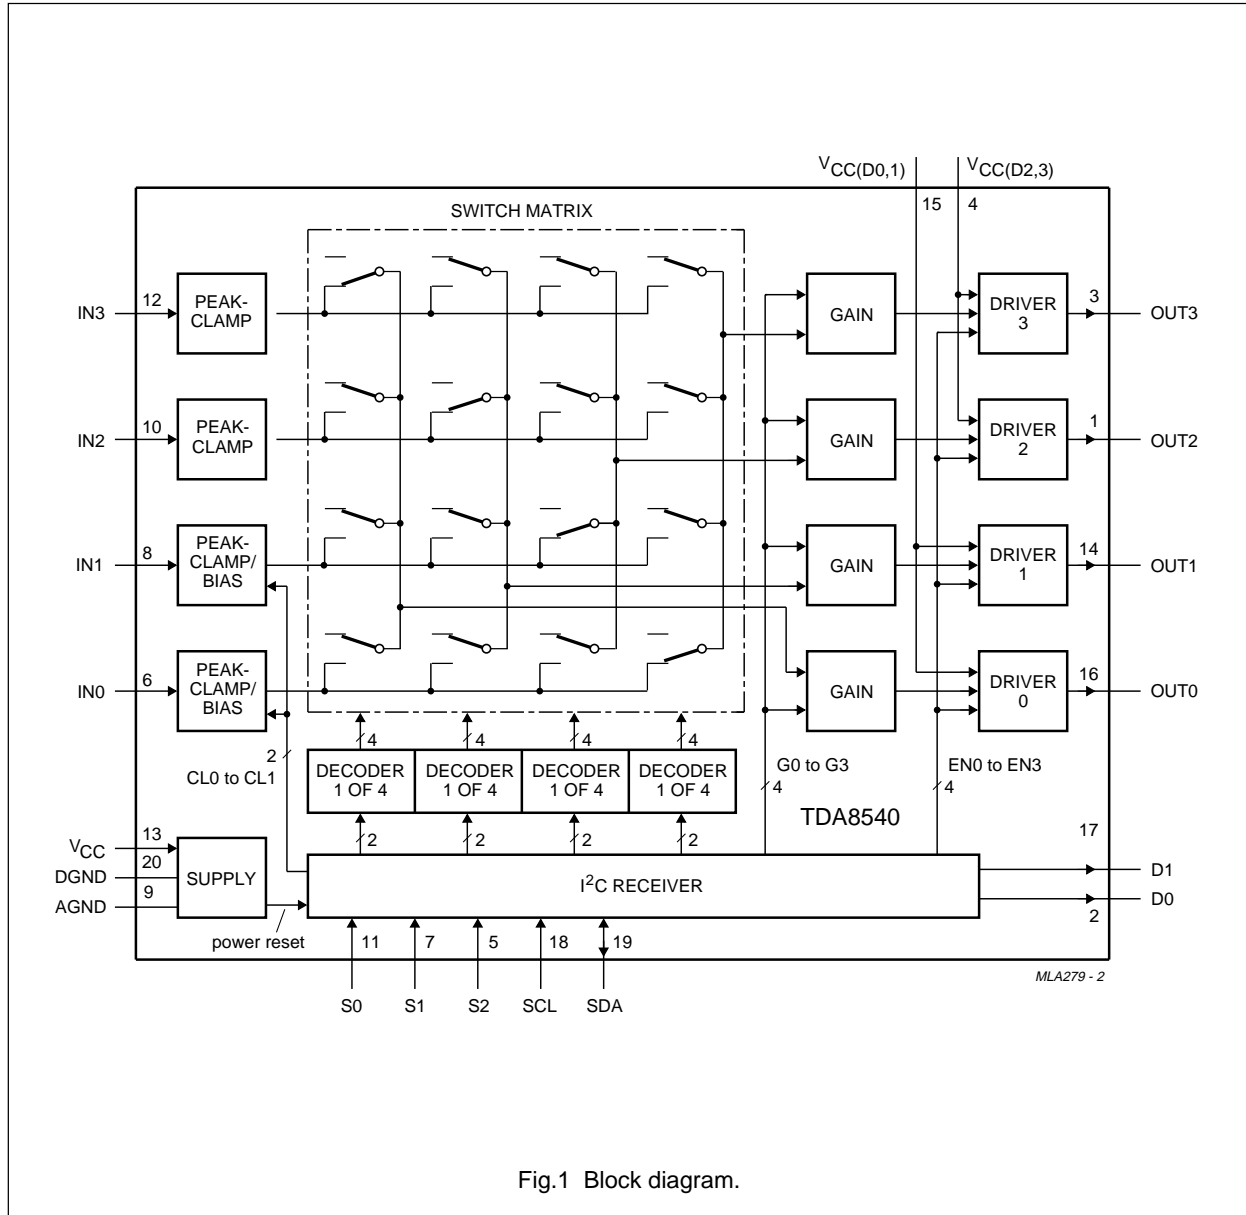 VCC(D0,1) VCC(D2,3)
15 4
SWITCH MATRIX
IN3 12 PEAK-CLAMP GAIN DRIVER 3 3 OUT3
IN2 10 PEAK-CLAMP GAIN DRIVER 2 1 OUT2
IN1 8 PEAK-CLAMP/BIAS GAIN DRIVER 1 14 OUT1
IN0 6 PEAK-CLAMP/BIAS GAIN DRIVER 0 16 OUT0
4 4 4 4
2
CL0 to CL1
DECODER 1 OF 4 DECODER 1 OF 4 DECODER 1 OF 4 DECODER 1 OF 4
G0 to G3
4
EN0 to EN3
4
TDA8540
2 2 2 2
VCC 13
DGND 20
AGND 9
SUPPLY
power reset
I²C RECEIVER
17 D1
2 D0
11 7 5 18 19
S0 S1 S2 SCL SDA
MLA279 - 2
Fig.1 Block diagram.